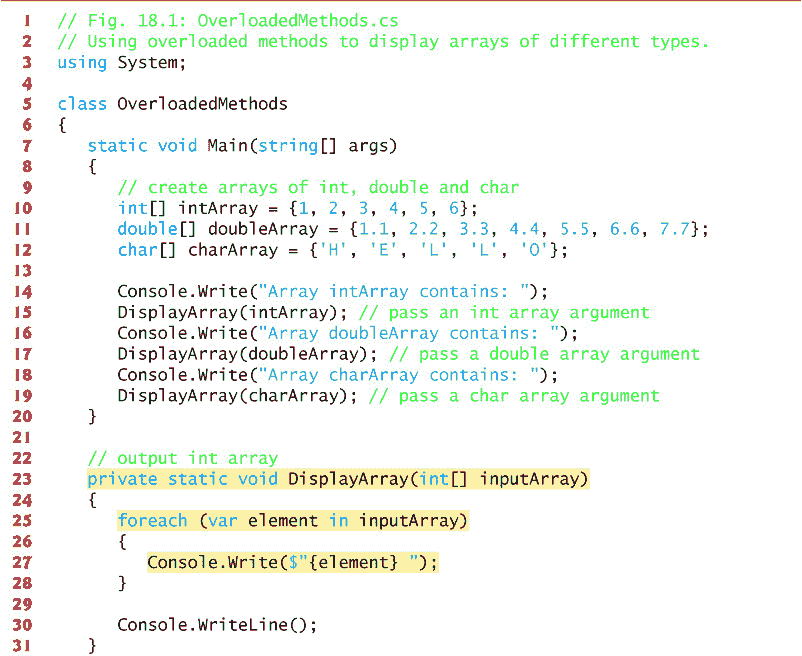 1 // Fig. 18.1: OverloadedMethods.cs
2 // Using overloaded methods to display arrays of different types.
3 using System;
4
5 class OverloadedMethods
6 {
7 static void Main(string[] args)
8 {
9 // create arrays of int, double and char
10 int[] intArray = {1, 2, 3, 4, 5, 6};
11 double[] doubleArray = {1.1, 2.2, 3.3, 4.4, 5.5, 6.6, 7.7};
12 char[] charArray = {'H', 'E', 'L', 'L', 'O'};
13
14 Console.Write("Array intArray contains: ");
15 DisplayArray(intArray); // pass an int array argument
16 Console.Write("Array doubleArray contains: ");
17 DisplayArray(doubleArray); // pass a double array argument
18 Console.Write("Array charArray contains: ");
19 DisplayArray(charArray); // pass a char array argument
20 }
21
22 // output int array
23 private static void DisplayArray(int[] inputArray)
24 {
25 foreach (var element in inputArray)
26 {
27 Console.Write($"{element} ");
28 }
29
30 Console.WriteLine();
31 }